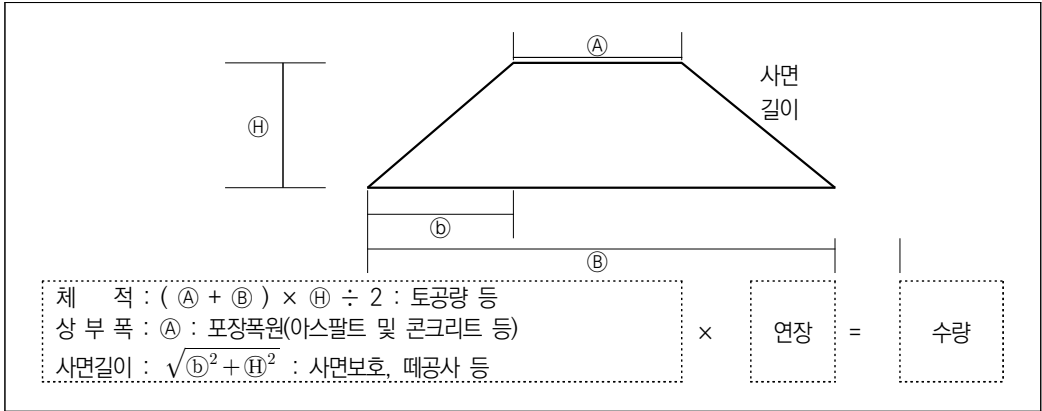 Ⓐ
사면
길이
Ⓗ
ⓑ
Ⓑ
체 적 : ( Ⓐ + Ⓑ ) × Ⓗ ÷ 2 : 토공량 등
상 부 폭 : Ⓐ : 포장폭원(아스팔트 및 콘크리트 등) × 연장 = 수량
사면길이 : √(ⓑ² + Ⓗ²) : 사면보호, 떼공사 등